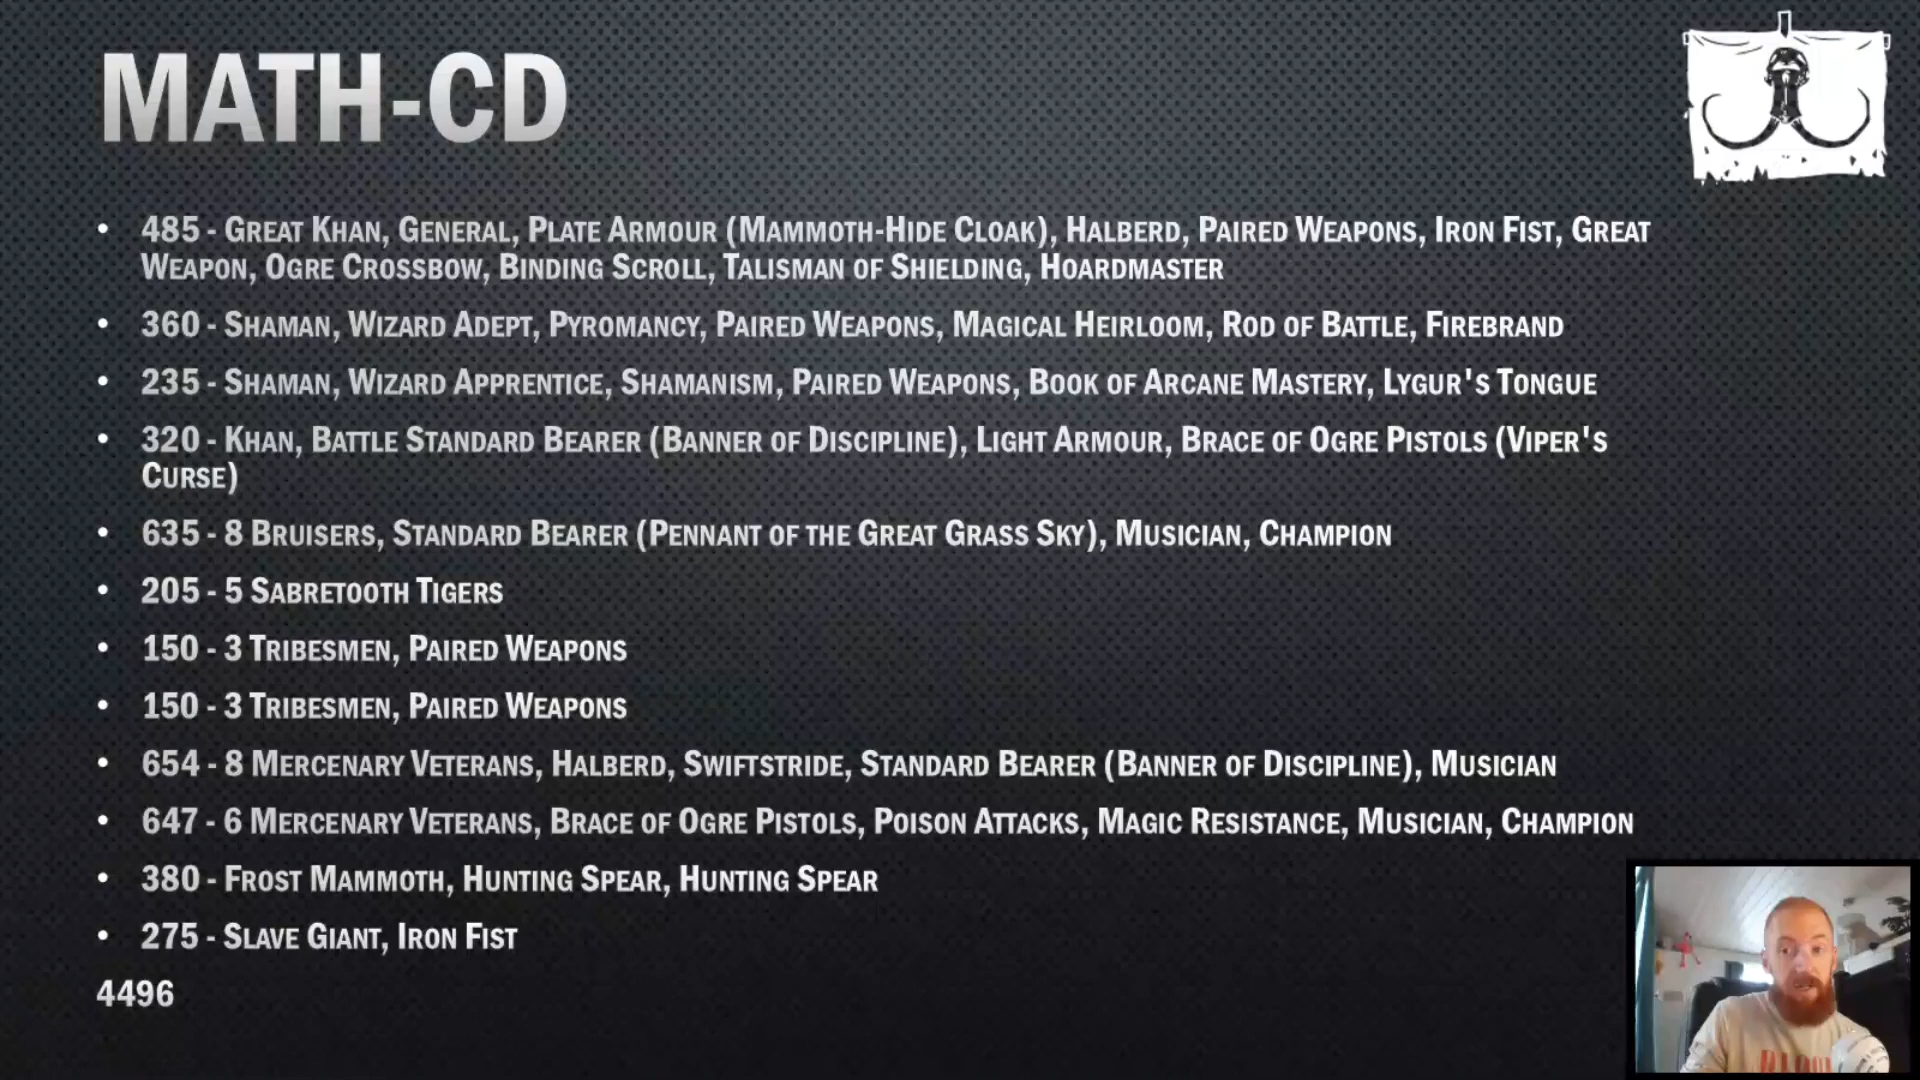 MATH-CD
• 485 - Great Khan, General, Plate Armour (Mammoth-Hide Cloak), Halberd, Paired Weapons, Iron Fist, Great
Weapon, Ogre Crossbow, Binding Scroll, Talisman of Shielding, Hoardmaster
• 360 - Shaman, Wizard Adept, Pyromancy, Paired Weapons, Magical Heirloom, Rod of Battle, Firebrand
• 235 - Shaman, Wizard Apprentice, Shamanism, Paired Weapons, Book of Arcane Mastery, Lygur's Tongue
• 320 - Khan, Battle Standard Bearer (Banner of Discipline), Light Armour, Brace of Ogre Pistols (Viper's
Curse)
• 635 - 8 Bruisers, Standard Bearer (Pennant of the Great Grass Sky), Musician, Champion
• 205 - 5 Sabretooth Tigers
• 150 - 3 Tribesmen, Paired Weapons
• 150 - 3 Tribesmen, Paired Weapons
• 654 - 8 Mercenary Veterans, Halberd, Swiftstride, Standard Bearer (Banner of Discipline), Musician
• 647 - 6 Mercenary Veterans, Brace of Ogre Pistols, Poison Attacks, Magic Resistance, Musician, Champion
• 380 - Frost Mammoth, Hunting Spear, Hunting Spear
• 275 - Slave Giant, Iron Fist
4496